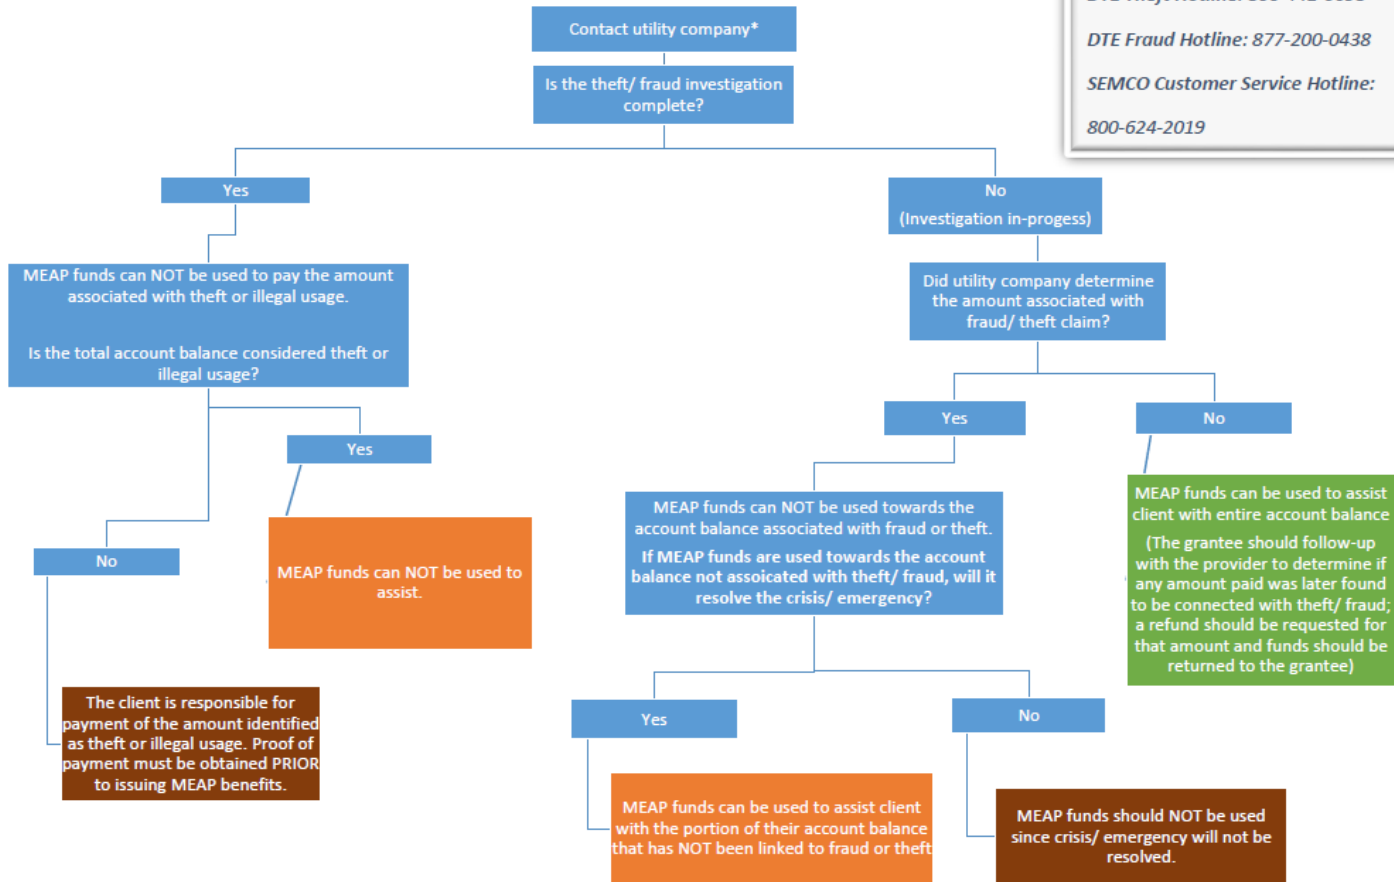 DTE Fraud Hotline: 877-200-0438
SEMCO Customer Service Hotline:
800-624-2019
Contact utility company*
Is the theft/ fraud investigation
complete?
Yes
No
(Investigation in-progess)
MEAP funds can NOT be used to pay the amount
associated with theft or illegal usage.
Is the total account balance considered theft or
illegal usage?
Did utility company determine
the amount associated with
fraud/ theft claim?
Yes
No
Yes
No
MEAP funds can NOT be used to
assist.
The client is responsible for
payment of the amount identified
as theft or illegal usage. Proof of
payment must be obtained PRIOR
to issuing MEAP benefits.
MEAP funds can NOT be used towards the
account balance associated with fraud or theft.
If MEAP funds are used towards the account
balance not assoicated with theft/ fraud, will it
resolve the crisis/ emergency?
MEAP funds can be used to assist
client with entire account balance
(The grantee should follow-up
with the provider to determine if
any amount paid was later found
to be connected with theft/ fraud;
a refund should be requested for
that amount and funds should be
returned to the grantee)
Yes
No
MEAP funds can be used to assist client
with the portion of their account balance
that has NOT been linked to fraud or theft
MEAP funds should NOT be used
since crisis/ emergency will not be
resolved.